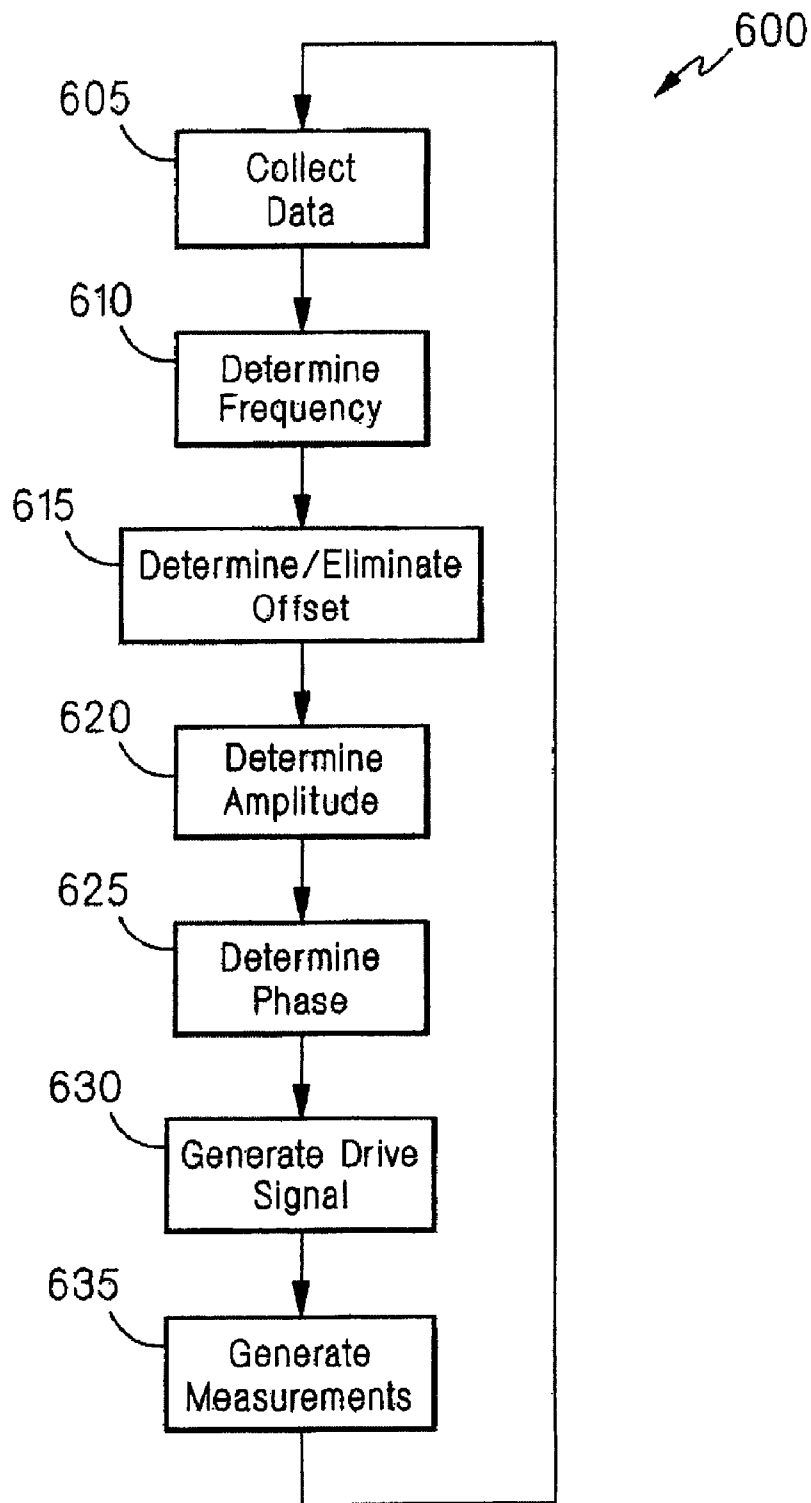 600
605
Collect
Data
610
Determine
Frequency
615
Determine/Eliminate
Offset
620
Determine
Amplitude
625
Determine
Phase
630
Generate Drive
Signal
635
Generate
Measurements